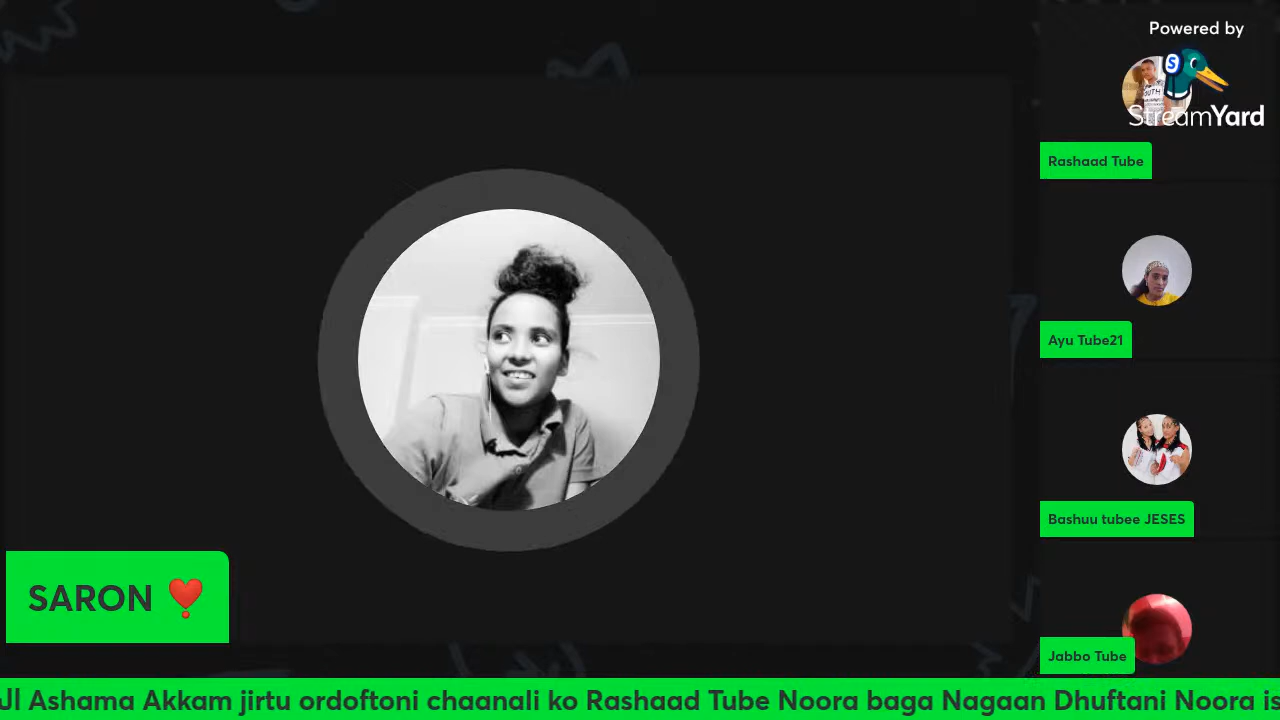 Powered by
StreamYard
Rashaad Tube
Ayu Tube21
Bashuu tubee JESES
Jabbo Tube
SARON ❣️
Ashama Akkam jirtu ordoftoni chaanali ko Rashaad Tube Noora baga Nagaan Dhuftani Noora